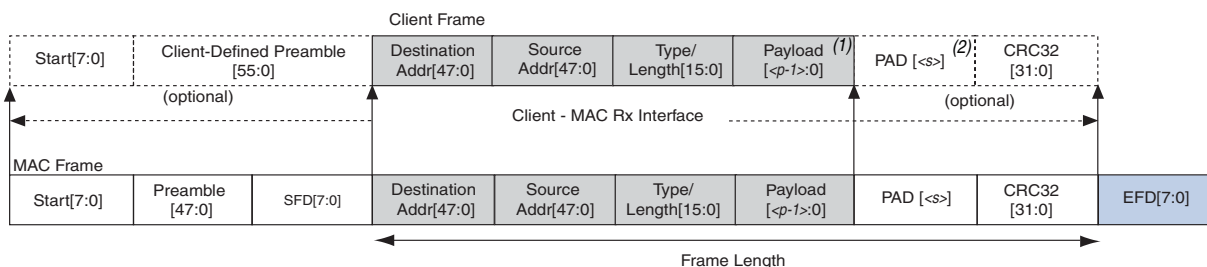 Client Frame
Start[7:0]
Client-Defined Preamble
[55:0]
Destination
Addr[47:0]
Source
Addr[47:0]
Type/
Length[15:0]
Payload (1)
[<p-1>:0]
PAD [<s>] (2)
CRC32
[31:0]
(optional)
(optional)
Client - MAC Rx Interface
MAC Frame
Start[7:0]
Preamble
[47:0]
SFD[7:0]
Destination
Addr[47:0]
Source
Addr[47:0]
Type/
Length[15:0]
Payload
[<p-1>:0]
PAD [<s>]
CRC32
[31:0]
EFD[7:0]
Frame Length